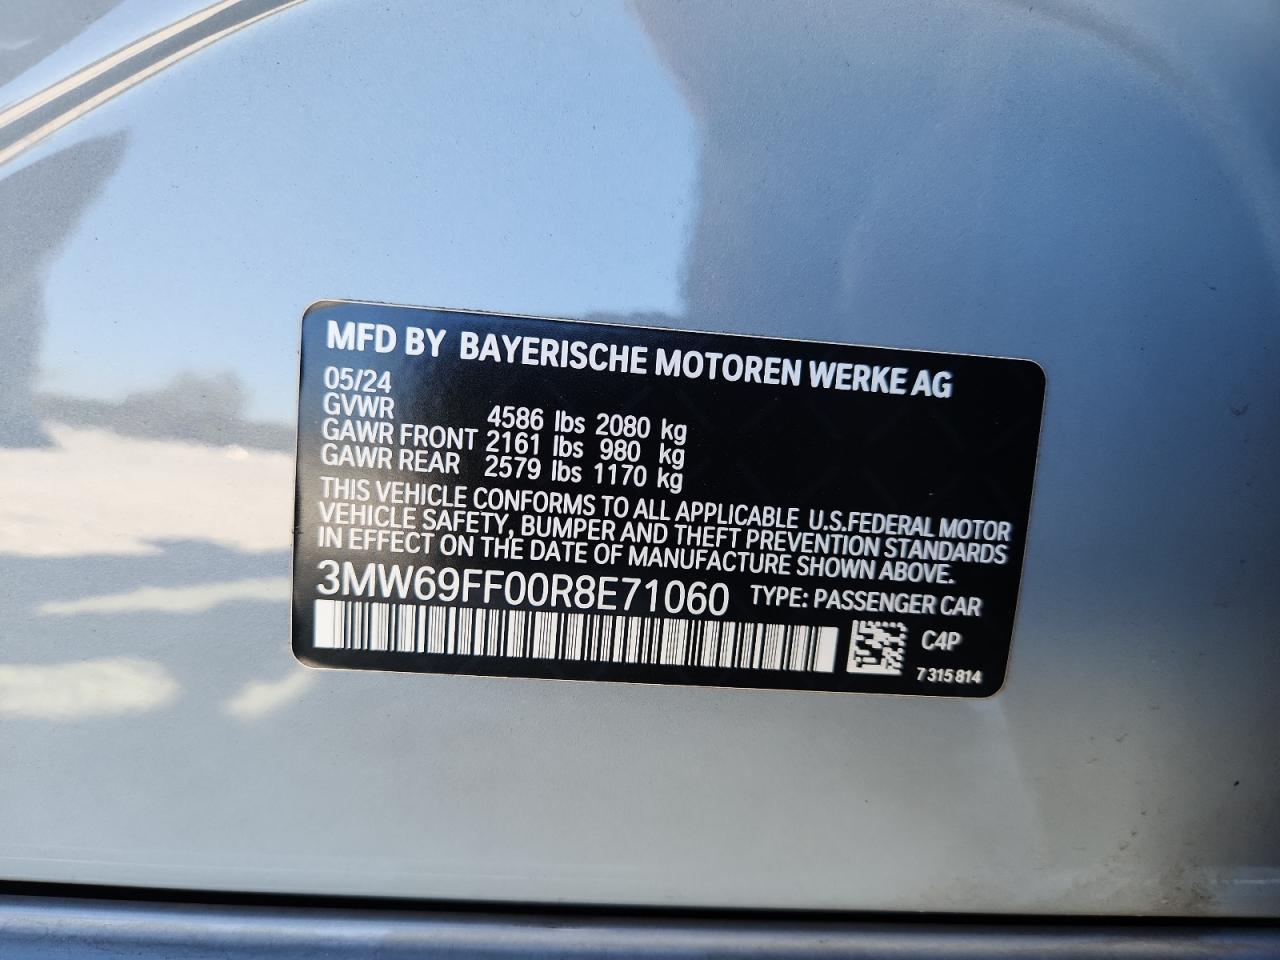 MFD BY BAYERISCHE MOTOREN WERKE AG
05/24
GVWR 4586 lbs 2080 kg
GAWR FRONT 2161 lbs 980 kg
GAWR REAR 2579 lbs 1170 kg
THIS VEHICLE CONFORMS TO ALL APPLICABLE U.S.FEDERAL MOTOR
VEHICLE SAFETY, BUMPER AND THEFT PREVENTION STANDARDS
IN EFFECT ON THE DATE OF MANUFACTURE SHOWN ABOVE.
3MW69FF00R8E71060 TYPE: PASSENGER CAR
C4P
7 315 814